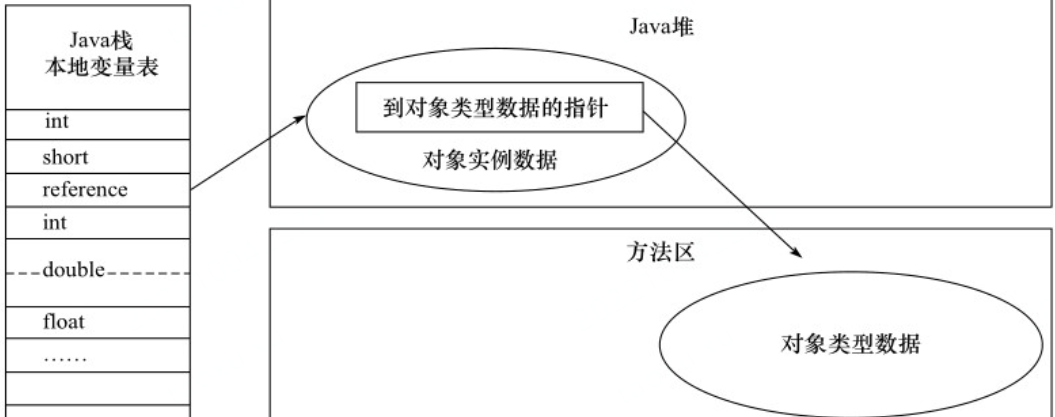 Java栈
本地变量表
int
short
reference
int
double
float
……
Java堆
到对象类型数据的指针
对象实例数据
方法区
对象类型数据